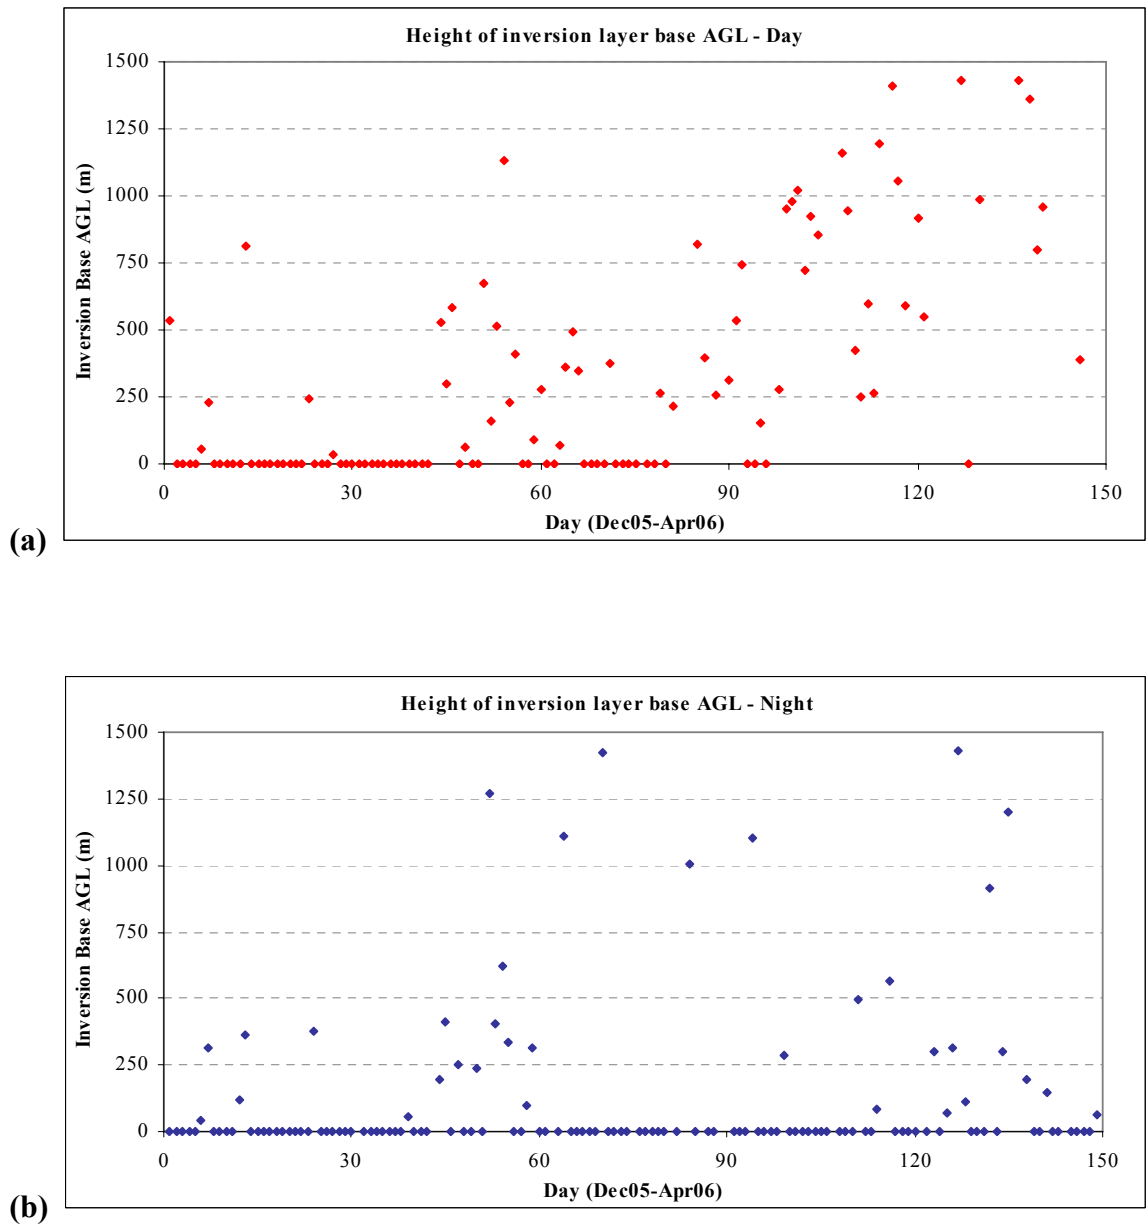 Height of inversion layer base AGL - Day
1500
1250
1000
750
500
250
0
Inversion Base AGL (m)
0 30 60 90 120 150
Day (Dec05-Apr06)
(a)
Height of inversion layer base AGL - Night
1500
1250
1000
750
500
250
0
Inversion Base AGL (m)
0 30 60 90 120 150
Day (Dec05-Apr06)
(b)